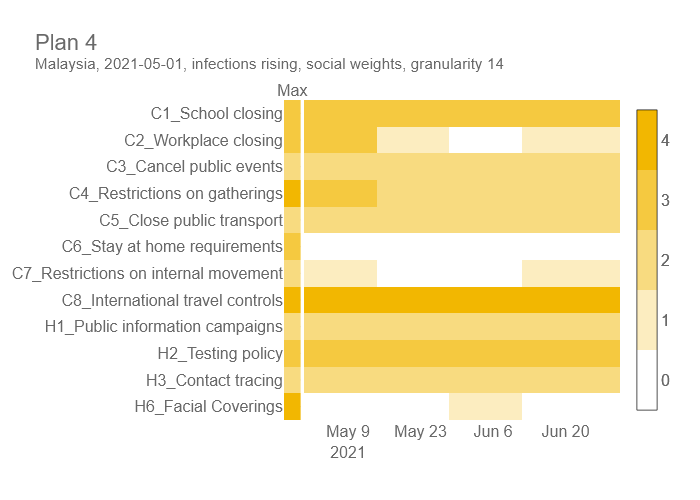 Plan 4
Malaysia, 2021-05-01, infections rising, social weights, granularity 14
Max
C1_School closing
C2_Workplace closing
C3_Cancel public events
C4_Restrictions on gatherings
C5_Close public transport
C6_Stay at home requirements
C7_Restrictions on internal movement
C8_International travel controls
H1_Public information campaigns
H2_Testing policy
H3_Contact tracing
H6_Facial Coverings
May 9 May 23 Jun 6 Jun 20
2021
4
3
2
1
0